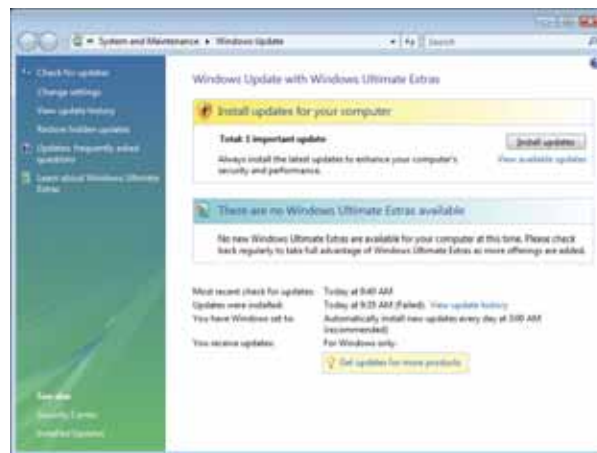 System and Maintenance ▸ Windows Update
Search
Check for updates
Change settings
View update history
Restore hidden updates
Updates: frequently asked
questions
Learn about Windows Ultimate
Extras
See also
Security Center
Installed Updates
Windows Update with Windows Ultimate Extras
Install updates for your computer
Total: 1 important update
Install updates
Always install the latest updates to enhance your computer's
security and performance.
View available updates
There are no Windows Ultimate Extras available
No new Windows Ultimate Extras are available for your computer at this time. Please check
back regularly to take full advantage of Windows Ultimate Extras as more offerings are added.
Most recent check for updates: Today at 9:40 AM
Updates were installed: Today at 9:35 AM (Failed). View update history
You have Windows set to: Automatically install new updates every day at 3:00 AM
(recommended)
You receive updates: For Windows only.
Get updates for more products